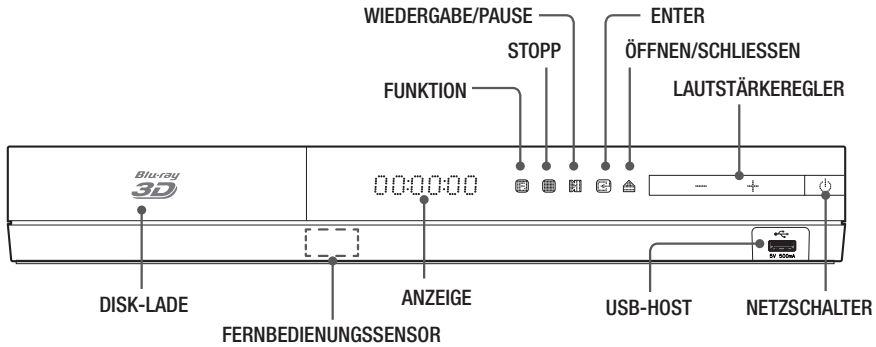 WIEDERGABE/PAUSE
ENTER
STOPP
ÖFFNEN/SCHLIESSEN
FUNKTION
LAUTSTÄRKEREGLER
Blu-ray
3D
00:00:00
5V 500mA
DISK-LADE
ANZEIGE
USB-HOST
NETZSCHALTER
FERNBEDIENUNGSSENSOR